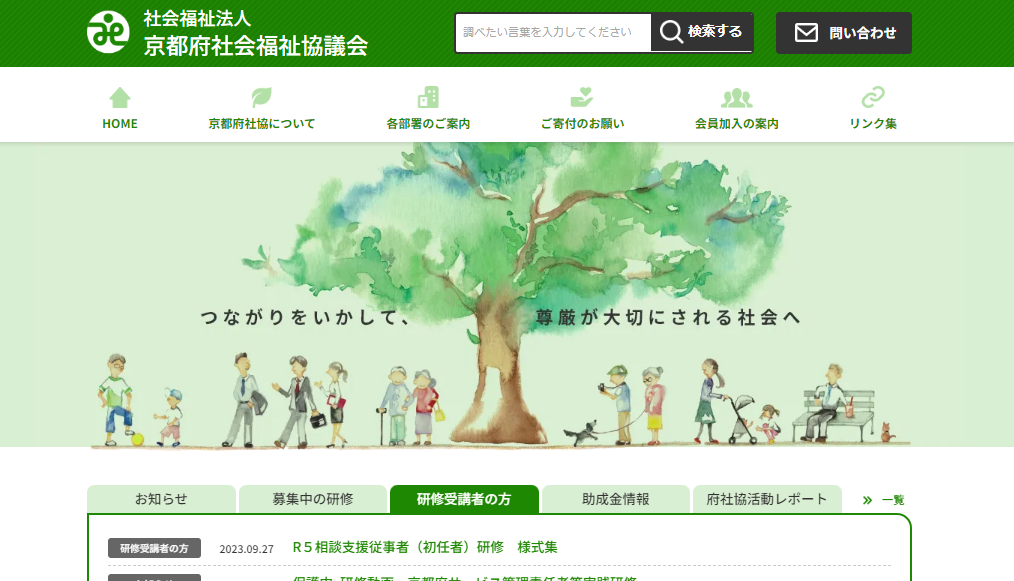 社会福祉法人
京都府社会福祉協議会
調べたい言葉を入力してください
検索する
問い合わせ
HOME
京都府社協について
各部署のご案内
ご寄付のお願い
会員加入の案内
リンク集
つながりをいかして、
尊厳が大切にされる社会へ
お知らせ
募集中の研修
研修受講者の方
助成金情報
府社協活動レポート
» 一覧
研修受講者の方 2023.09.27 R5相談支援従事者（初任者）研修 様式集